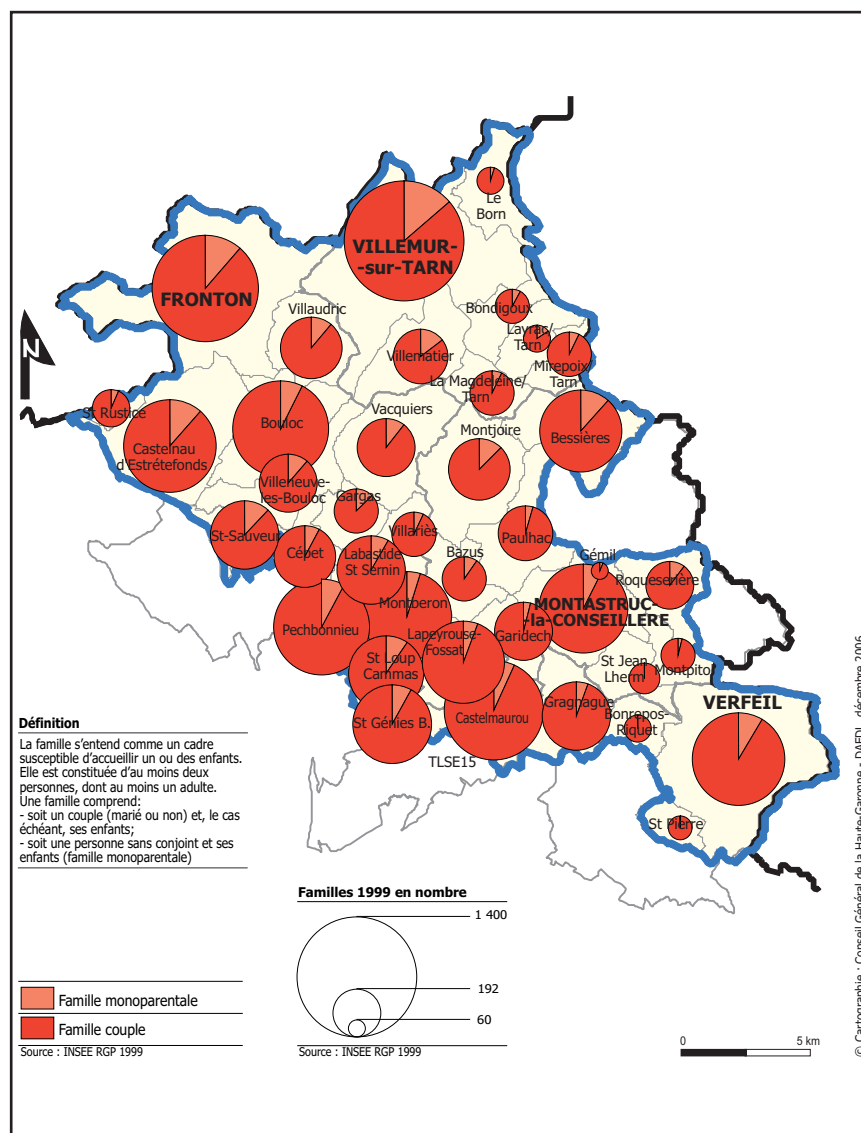 Le
Born
VILLEMUR-
-sur-TARN
FRONTON
Villaudric
Bondigoux
Layrac/
Tarn
Villematier
Mirepoix/
Tarn
La Magdeleine/
Tarn
N
St Rustice
Bouloc
Vacquiers
Montjoire
Bessières
Castelnau
d'Estrétefonds
Villeneuve-
les-Bouloc
Gargas
St-Sauveur
Villariès
Paulhac
Cépet
Labastide
St Sernin
Bazus
Gémil
Roquesérière
Montberon
MONTASTRUC-
-la-CONSEILLERE
Pechbonnieu
Lapeyrouse-
Fossat
Garidech
St Loup
Cammas
St Jean
Lherm
Montpitol
St Génies B.
Castelmaurou
Gragnague
Bonrepos-
Riquet
VERFEIL
TLSE15
St Pierre
Définition
La famille s'entend comme un cadre
susceptible d'accueillir un ou des enfants.
Elle est constituée d'au moins deux
personnes, dont au moins un adulte.
Une famille comprend:
- soit un couple (marié ou non) et, le cas
échéant, ses enfants;
- soit une personne sans conjoint et ses
enfants (famille monoparentale)
Familles 1999 en nombre
1 400
192
60
Famille monoparentale
Famille couple
Source : INSEE RGP 1999
Source : INSEE RGP 1999
0 5 km
© Cartographie : Conseil Général de la Haute-Garonne - DAEDL, décembre 2006